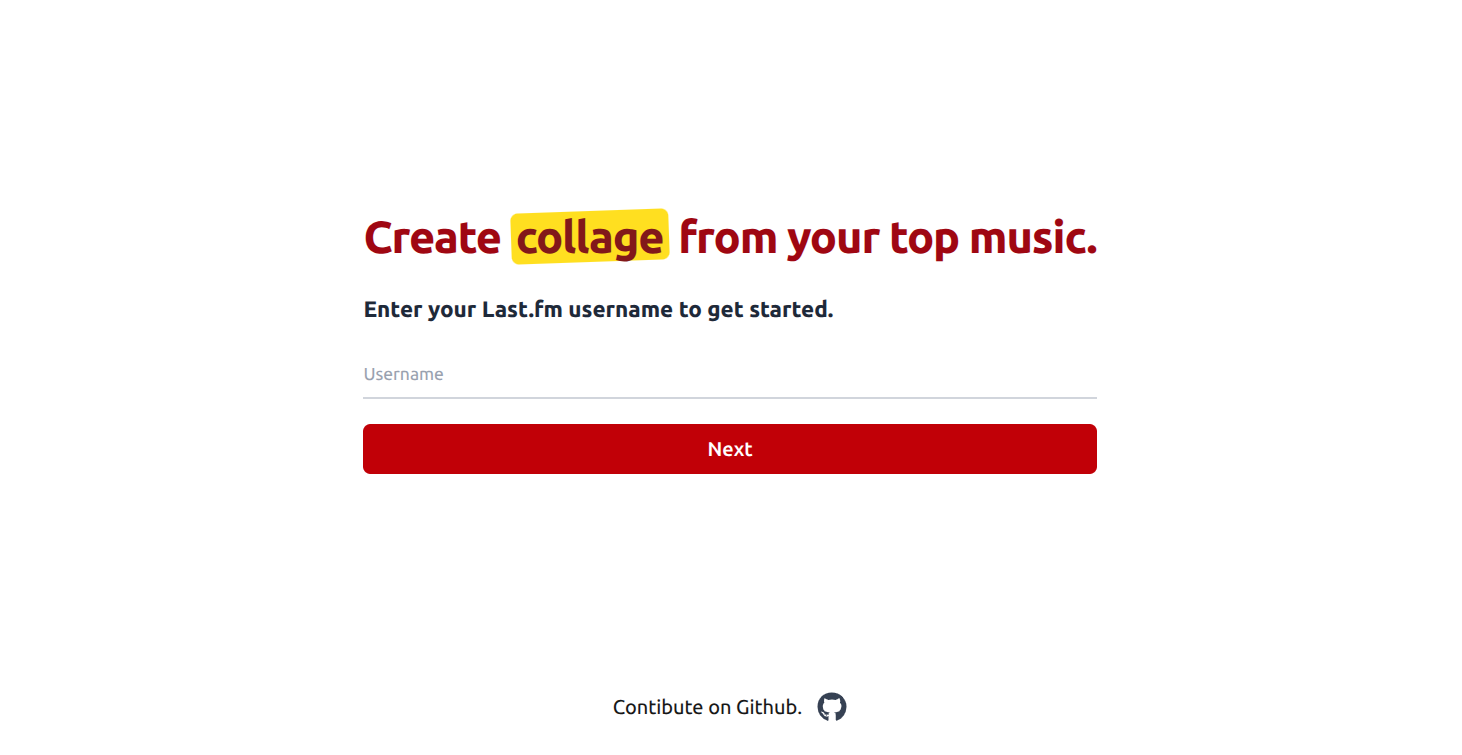 Create collage from your top music.
Enter your Last.fm username to get started.
Username
Next
Contibute on Github.